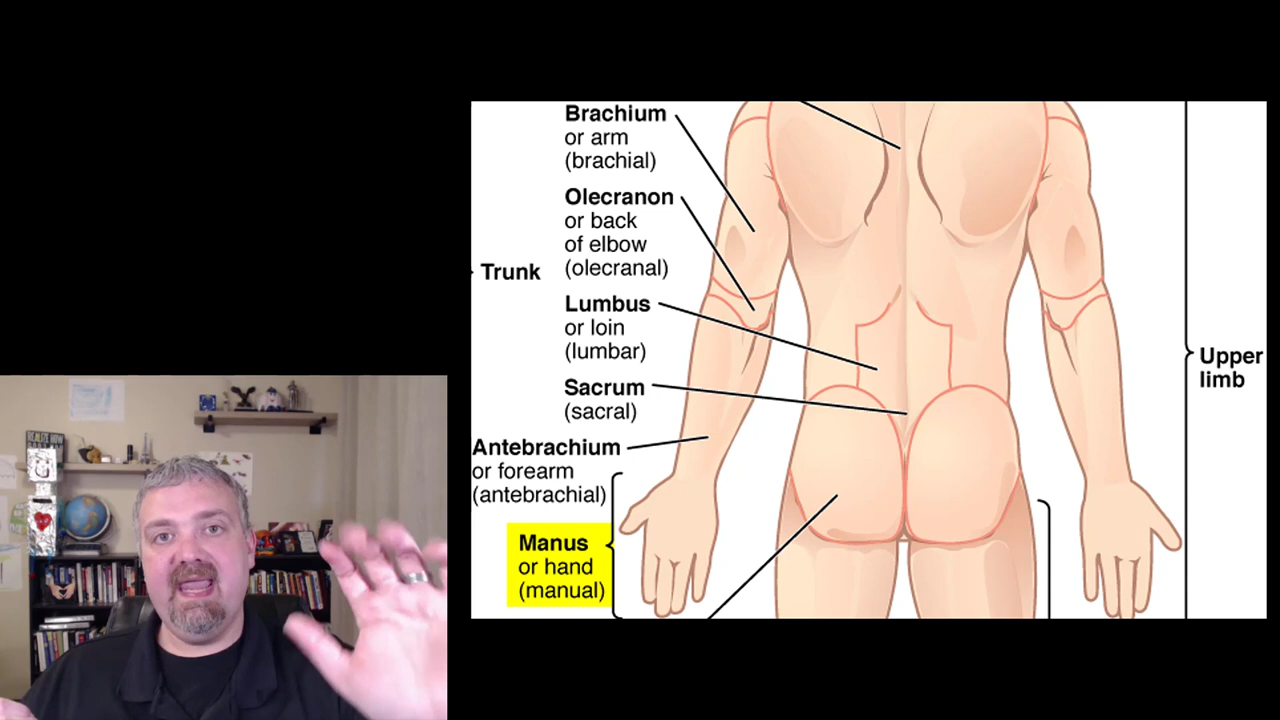 Brachium
or arm
(brachial)
Olecranon
or back
of elbow
(olecranal)
Trunk
Lumbus
or loin
(lumbar)
Sacrum
(sacral)
Antebrachium
or forearm
(antebrachial)
Manus
or hand
(manual)
Upper
limb